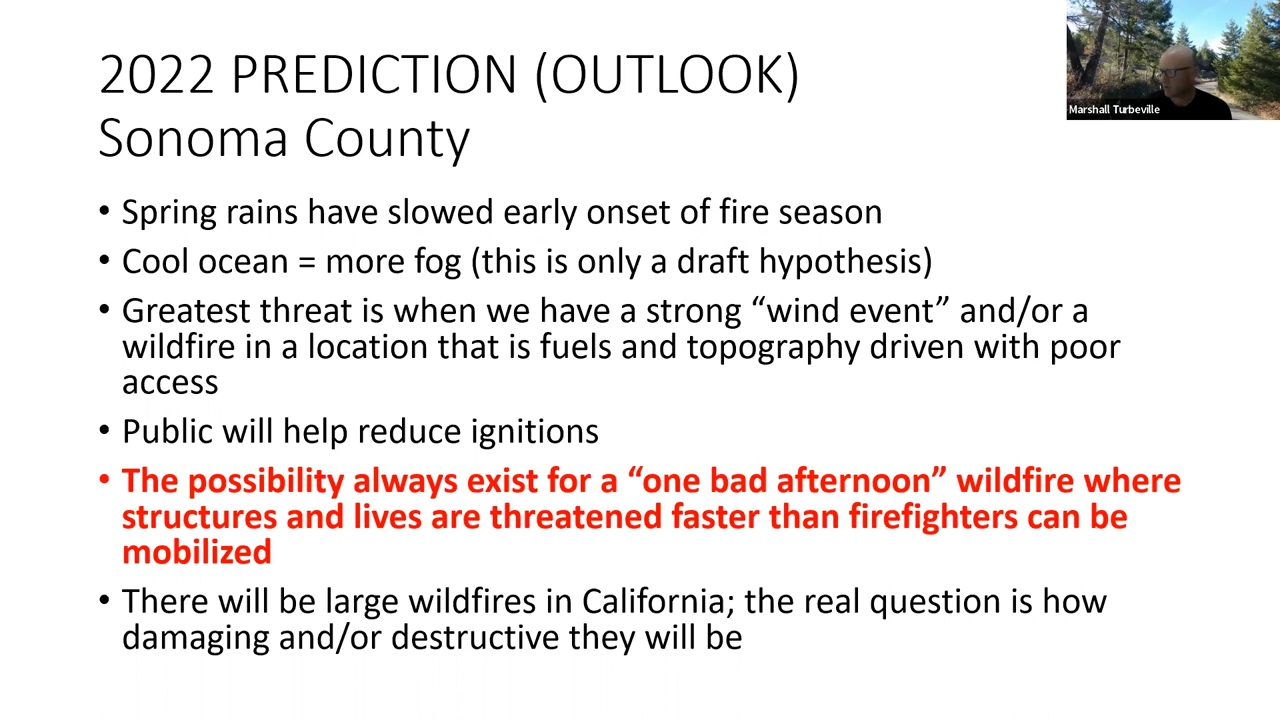 2022 PREDICTION (OUTLOOK)
Sonoma County
Marshall Turbeville
• Spring rains have slowed early onset of fire season
• Cool ocean = more fog (this is only a draft hypothesis)
• Greatest threat is when we have a strong “wind event” and/or a
wildfire in a location that is fuels and topography driven with poor
access
• Public will help reduce ignitions
• The possibility always exist for a “one bad afternoon” wildfire where
structures and lives are threatened faster than firefighters can be
mobilized
• There will be large wildfires in California; the real question is how
damaging and/or destructive they will be